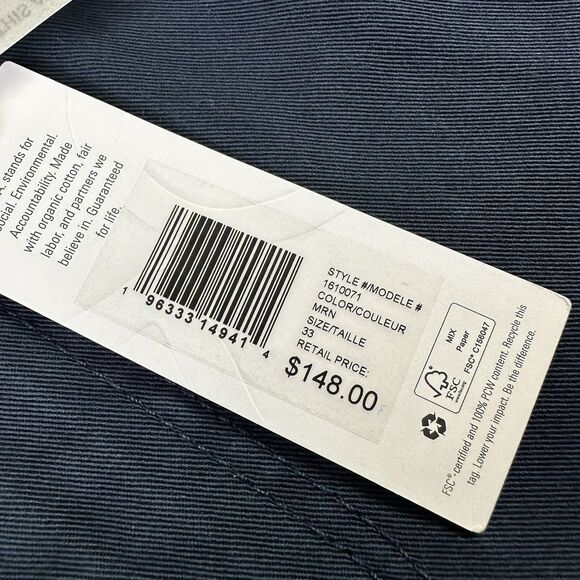 A. stands for
Social. Environmental.
Accountability. Made
with organic cotton, fair
labor, and partners we
believe in. Guaranteed
for life.
1 96333 14941 4
STYLE #/MODELE #
1610071
COLOR/COULEUR
MRN
SIZE/TAILLE
33
RETAIL PRICE:
$148.00
MIX
Paper
FSC® C158047
FSC
FSC®-certified and 100% PCW content. Recycle this
tag. Lower your impact. Be the difference.